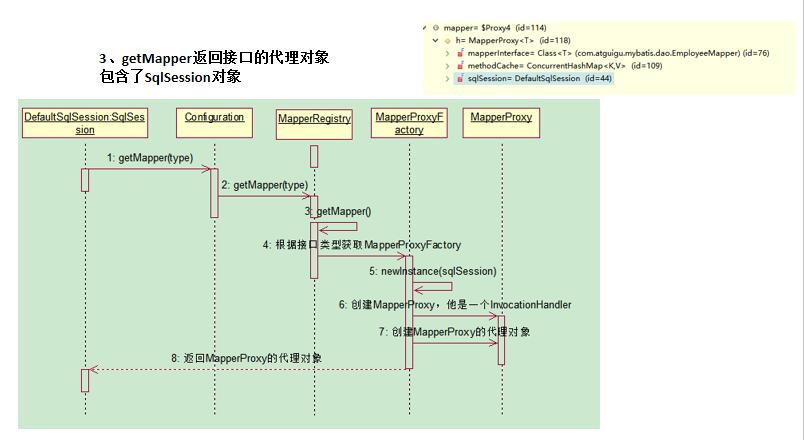 3、getMapper返回接口的代理对象
包含了SqlSession对象
mapper= $Proxy4 (id=114)
h= MapperProxy<T> (id=118)
mapperInterface= Class<T> (com.atguigu.mybatis.dao.EmployeeMapper) (id=76)
methodCache= ConcurrentHashMap<K,V> (id=109)
sqlSession= DefaultSqlSession (id=44)
DefaultSqlSession:SqlSes
sion
Configuration
MapperRegistry
MapperProxyF
actory
MapperProxy
1: getMapper(type)
2: getMapper(type)
3: getMapper()
4: 根据接口类型获取MapperProxyFactory
5: newInstance(sqlSession)
6: 创建MapperProxy，他是一个InvocationHandler
7: 创建MapperProxy的代理对象
8: 返回MapperProxy的代理对象